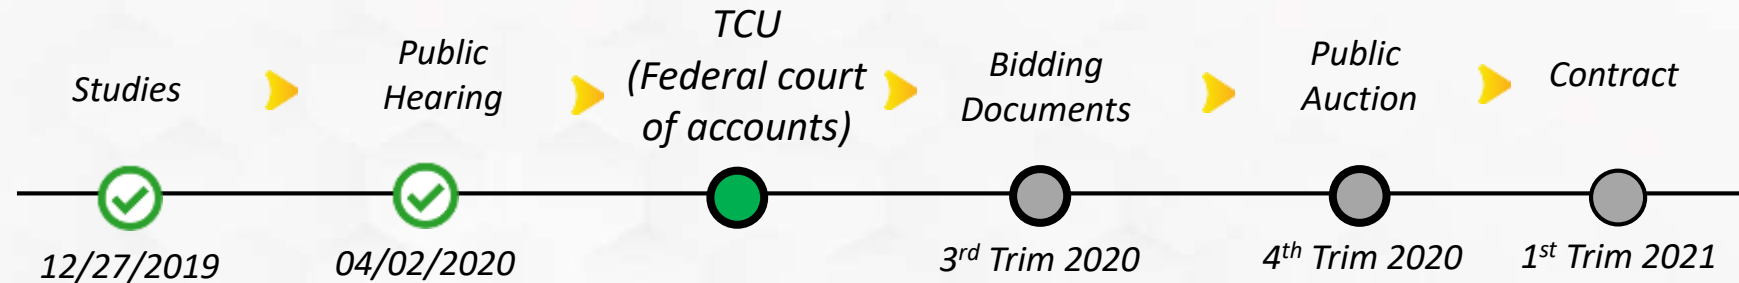 Studies
Public
Hearing
TCU
(Federal court
of accounts)
Bidding
Documents
Public
Auction
Contract
12/27/2019
04/02/2020
3rd Trim 2020
4th Trim 2020
1st Trim 2021